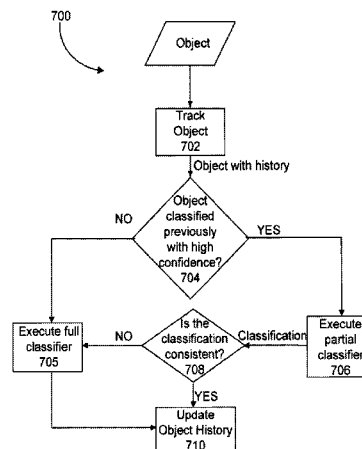 700
Object
Track
Object
702
Object with history
Object
classified
previously
with high
confidence?
704
NO
YES
Execute full
classifier
705
NO
Is the
classification
consistent?
708
Classification
Execute
partial
classifier
706
YES
Update
Object History
710